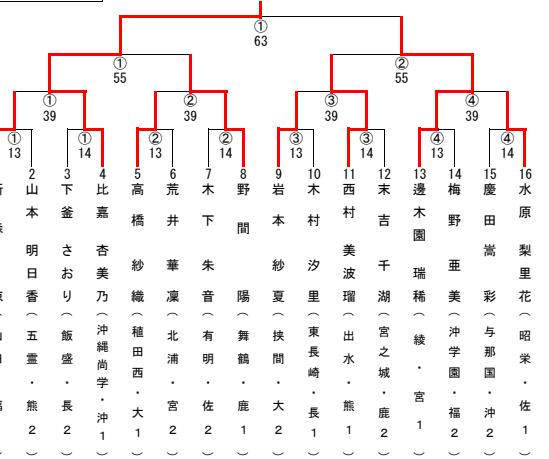 ①
63
①
55
②
55
①
39
②
39
③
39
④
39
①
13
①
14
②
13
②
14
③
13
③
14
④
13
④
14
2 山本 明日香 (五霊・熊2)
3 下釜 さおり (飯盛・長2)
4 比嘉 杏美乃 (沖縄尚学・沖1)
5 高橋 紗織 (稙田西・大1)
6 荒井 華凜 (北浦・宮2)
7 木下 朱音 (有明・佐2)
8 野間 陽 (舞鶴・鹿1)
9 岩本 紗夏 (挟間・大2)
10 木村 汐里 (東長崎・長1)
11 西村 美波瑠 (出水・熊1)
12 末吉 千湖 (宮之城・鹿2)
13 邊木園 瑞稀 (綾・宮1)
14 梅野 亜美 (沖学園・福2)
15 慶田嵩 彩 (与那国・沖2)
16 水原 梨里花 (昭栄・佐1)